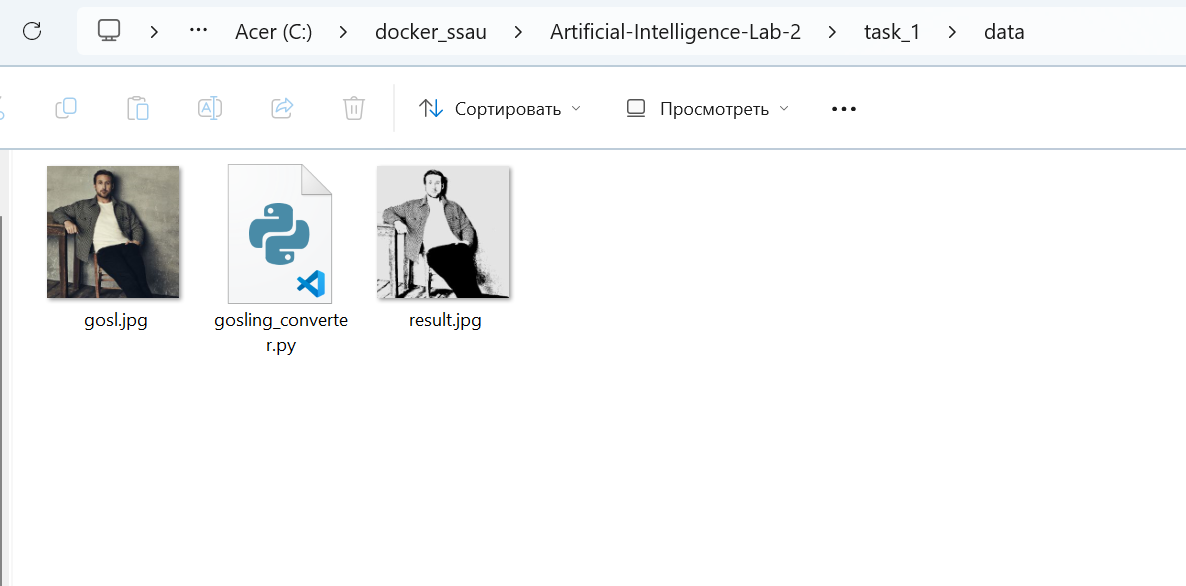 Acer (C:) docker_ssau Artificial-Intelligence-Lab-2 task_1 data
Сортировать Просмотреть
gosl.jpg
gosling_converte
r.py
result.jpg